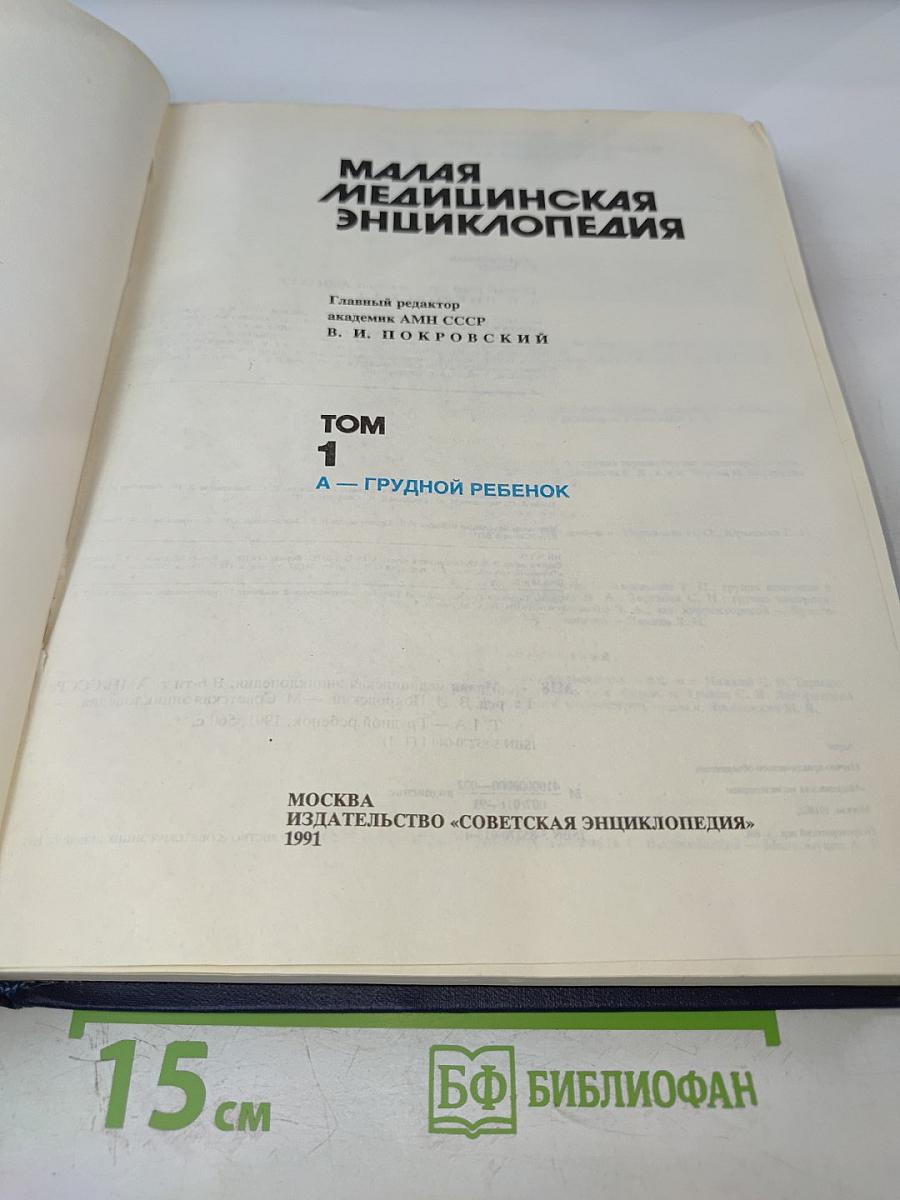 МАЛАЯ
МЕДИЦИНСКАЯ
ЭНЦИКЛОПЕДИЯ
Главный редактор
академик АМН СССР
В. И. ПОКРОВСКИЙ
ТОМ
1
А — ГРУДНОЙ РЕБЕНОК
МОСКВА
ИЗДАТЕЛЬСТВО «СОВЕТСКАЯ ЭНЦИКЛОПЕДИЯ»
1991
15 см
БФ БИБЛИОФАН